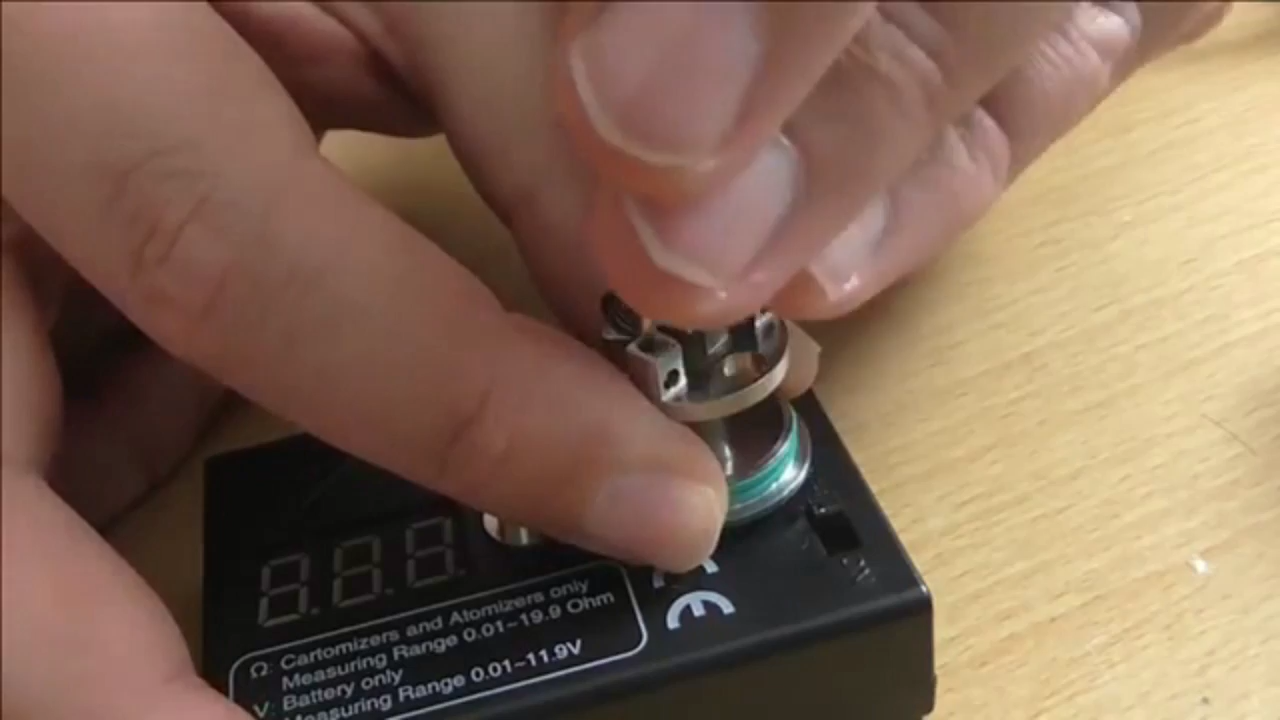 Ω: Cartomizers and Atomizers only
Measuring Range 0.01~19.9 Ohm
V: Battery only
Measuring Range 0.01~11.9V
CE